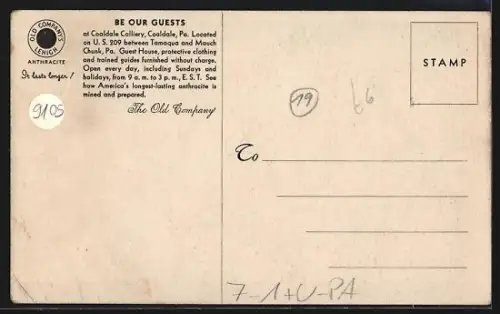 OLD COMPANY'S
LEHIGH
ANTHRACITE
It lasts longer!
9105
BE OUR GUESTS
at Coaldale Colliery, Coaldale, Pa. Located
on U. S. 209 between Tamaqua and Mauch
Chunk, Pa. Guest House, protective clothing
and trained guides furnished without charge.
Open every day, including Sundays and
holidays, from 9 a. m. to 3 p. m., E. S. T. See
how America's longest-lasting anthracite is
mined and prepared.
The Old Company
STAMP
19
66
To
7-1+U-PA